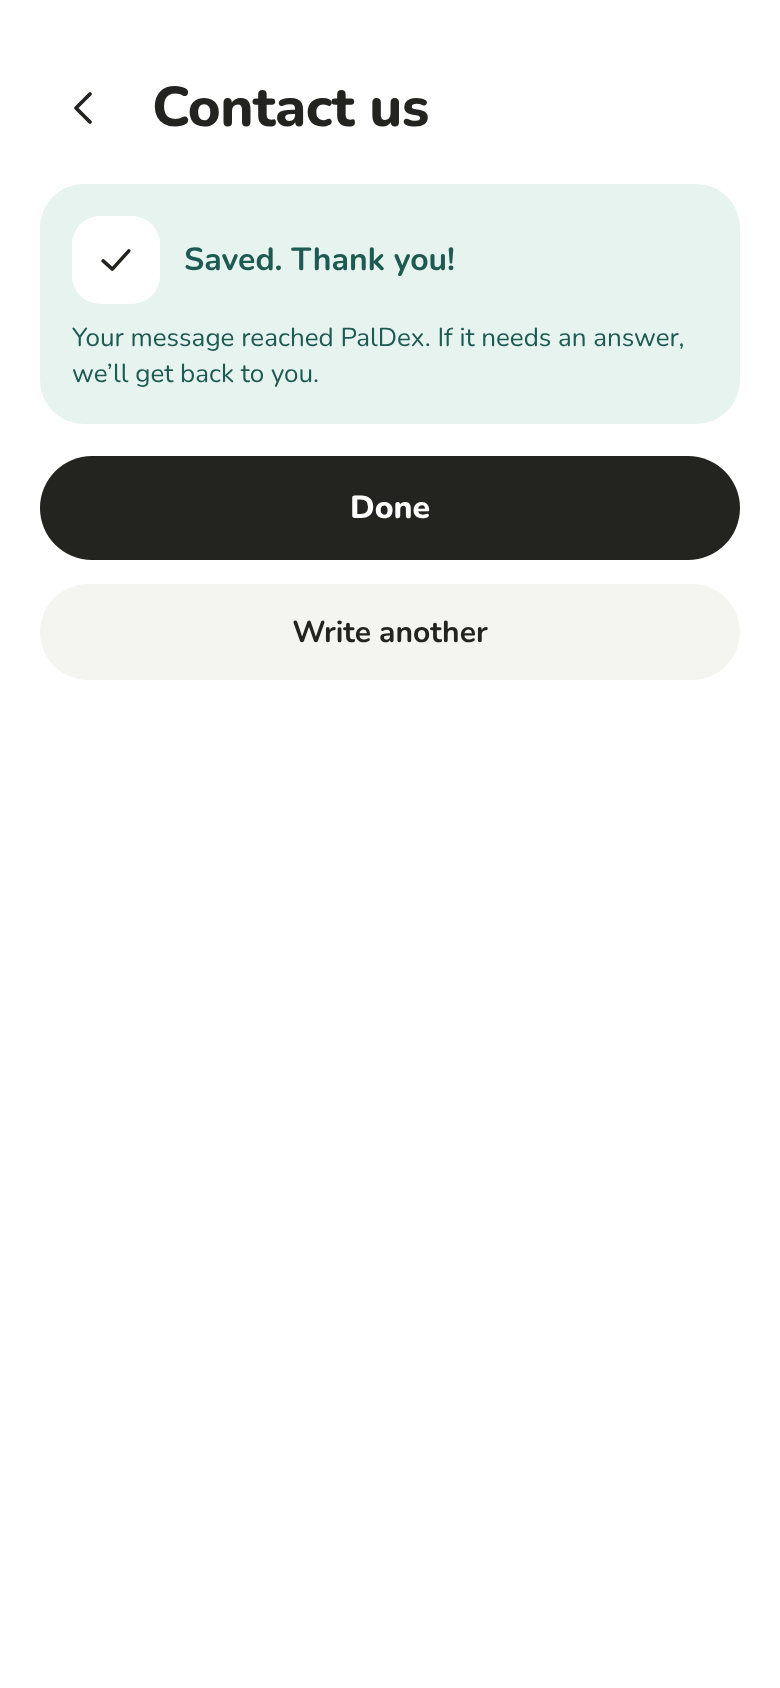 Contact us
Saved. Thank you!
Your message reached PalDex. If it needs an answer,
we’ll get back to you.
Done
Write another